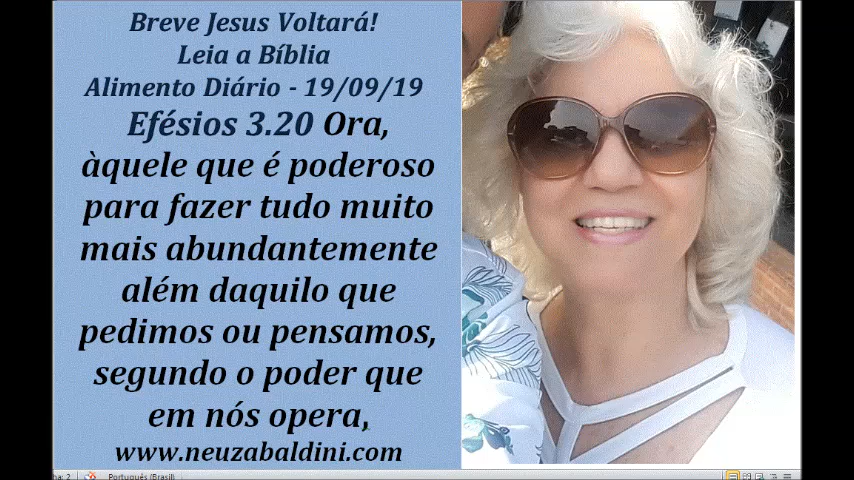 Breve Jesus Voltará!
Leia a Bíblia
Alimento Diário - 19/09/19
Efésios 3.20 Ora,
àquele que é poderoso
para fazer tudo muito
mais abundantemente
além daquilo que
pedimos ou pensamos,
segundo o poder que
em nós opera,
www.neuzabaldini.com
na: 2 Português (Brasil)